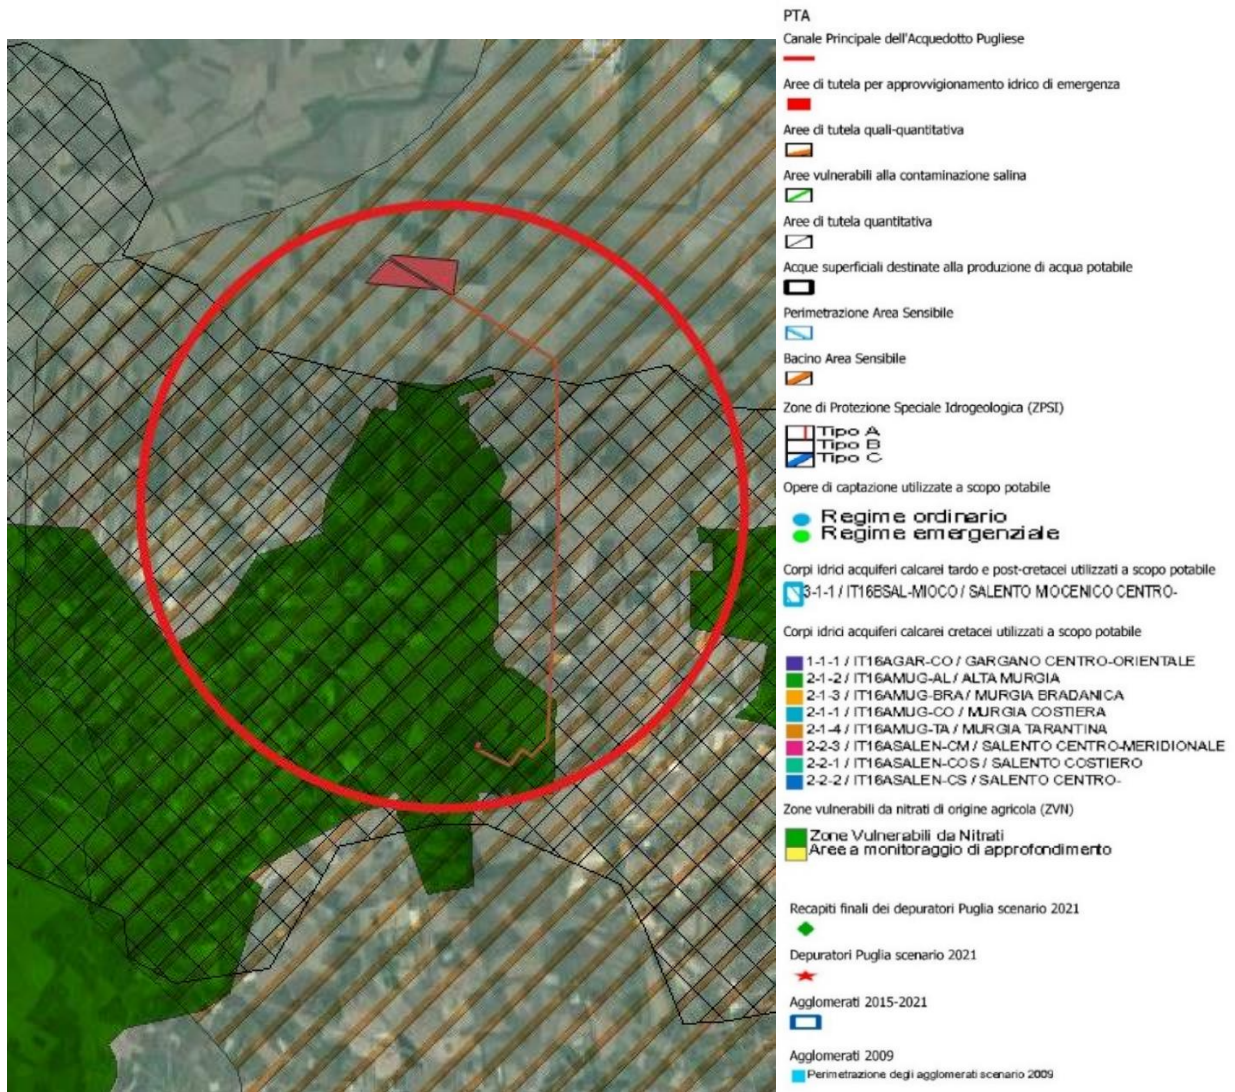 PTA
Canale Principale dell'Acquedotto Pugliese
Aree di tutela per approvvigionamento idrico di emergenza
Aree di tutela quali-quantitativa
Aree vulnerabili alla contaminazione salina
Aree di tutela quantitativa
Acque superficiali destinate alla produzione di acqua potabile
Perimetrazione Area Sensibile
Bacino Area Sensibile
Zone di Protezione Speciale Idrogeologica (ZPSI)
Tipo A
Tipo B
Tipo C
Opere di captazione utilizzate a scopo potabile
Regime ordinario
Regime emergenziale
Corpi idrici acquiferi calcarei tardo e post-cretacei utilizzati a scopo potabile
3-1-1 / IT16BSAL-MIOCO / SALENTO MIOCENICO CENTRO-
Corpi idrici acquiferi calcarei cretacei utilizzati a scopo potabile
1-1-1 / IT16AGAR-CO / GARGANO CENTRO-ORIENTALE
2-1-2 / IT16AMUG-AL / ALTA MURGIA
2-1-3 / IT16AMUG-BRA / MURGIA BRADANICA
2-1-1 / IT16AMUG-CO / MURGIA COSTIERA
2-1-4 / IT16AMUG-TA / MURGIA TARANTINA
2-2-3 / IT16ASALEN-CM / SALENTO CENTRO-MERIDIONALE
2-2-1 / IT16ASALEN-COS / SALENTO COSTIERO
2-2-2 / IT16ASALEN-CS / SALENTO CENTRO-
Zone vulnerabili da nitrati di origine agricola (ZVN)
Zone Vulnerabili da Nitrati
Aree a monitoraggio di approfondimento
Recapiti finali dei depuratori Puglia scenario 2021
Depuratori Puglia scenario 2021
Agglomerati 2015-2021
Agglomerati 2009
Perimetrazione degli agglomerati scenario 2009